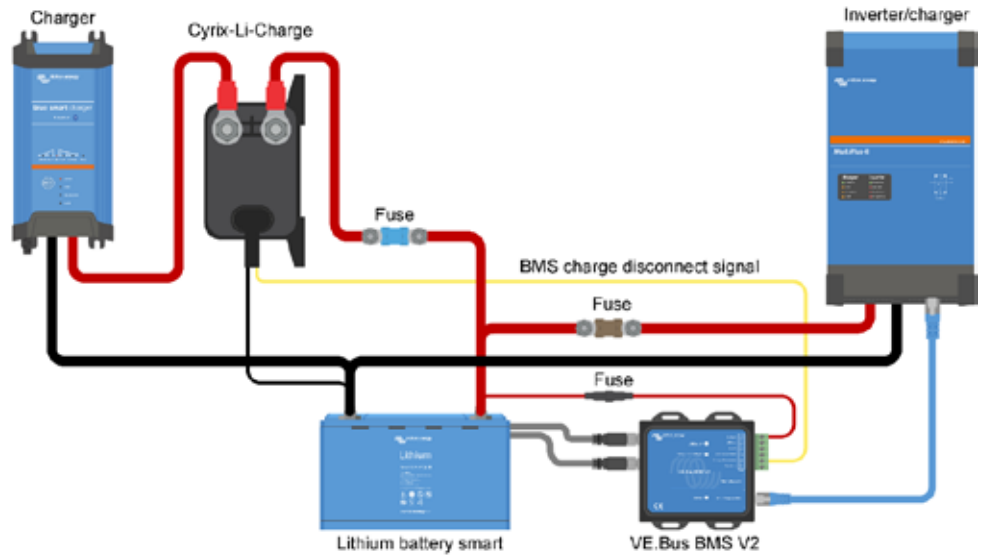 Charger
Inverter/charger
Cyrix-Li-Charge
Blue smart charger
MultiPlus-II
Fuse
BMS charge disconnect signal
Fuse
Fuse
Lithium
Lithium battery smart
VE.Bus BMS V2